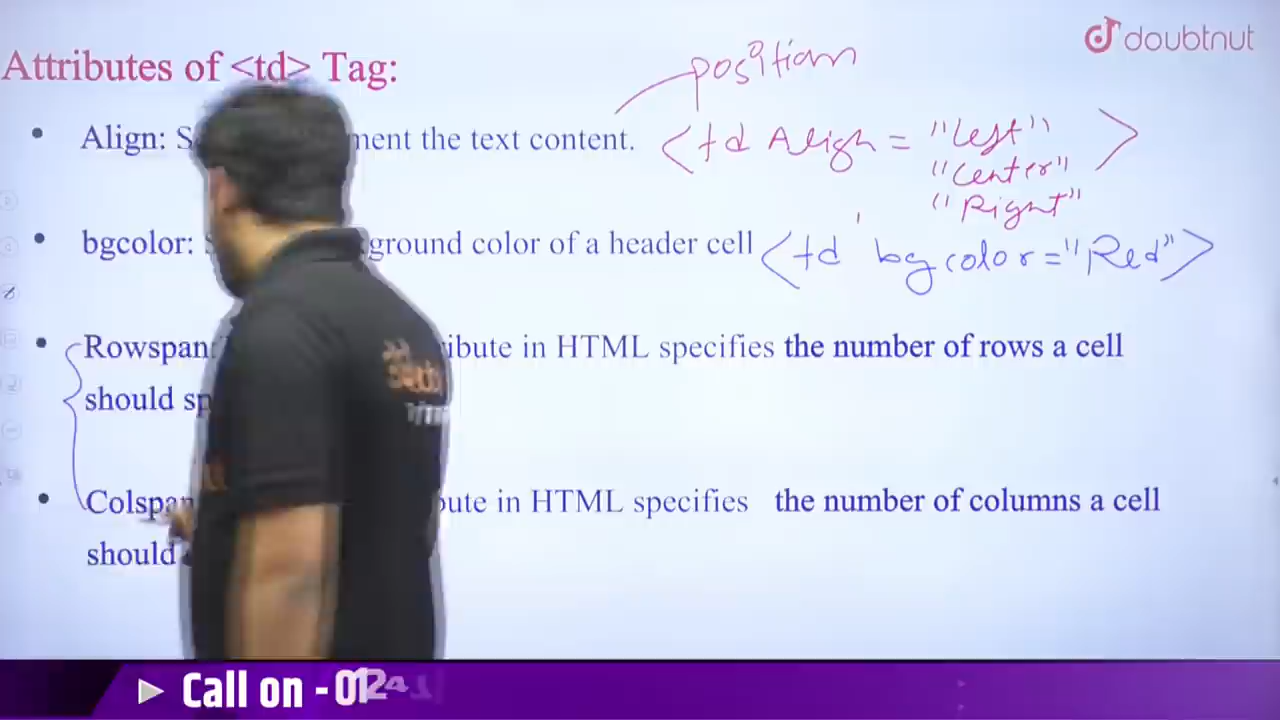 doubtnut
Attributes of <td> Tag:
position
Align: ment the text content.
<td Align = "Left" >
"Center"
"Right"
bgcolor: ground color of a header cell
<td bgcolor="Red">
Rowspan ibute in HTML specifies the number of rows a cell
should sp
Colspan bute in HTML specifies the number of columns a cell
should
Call on - 0124